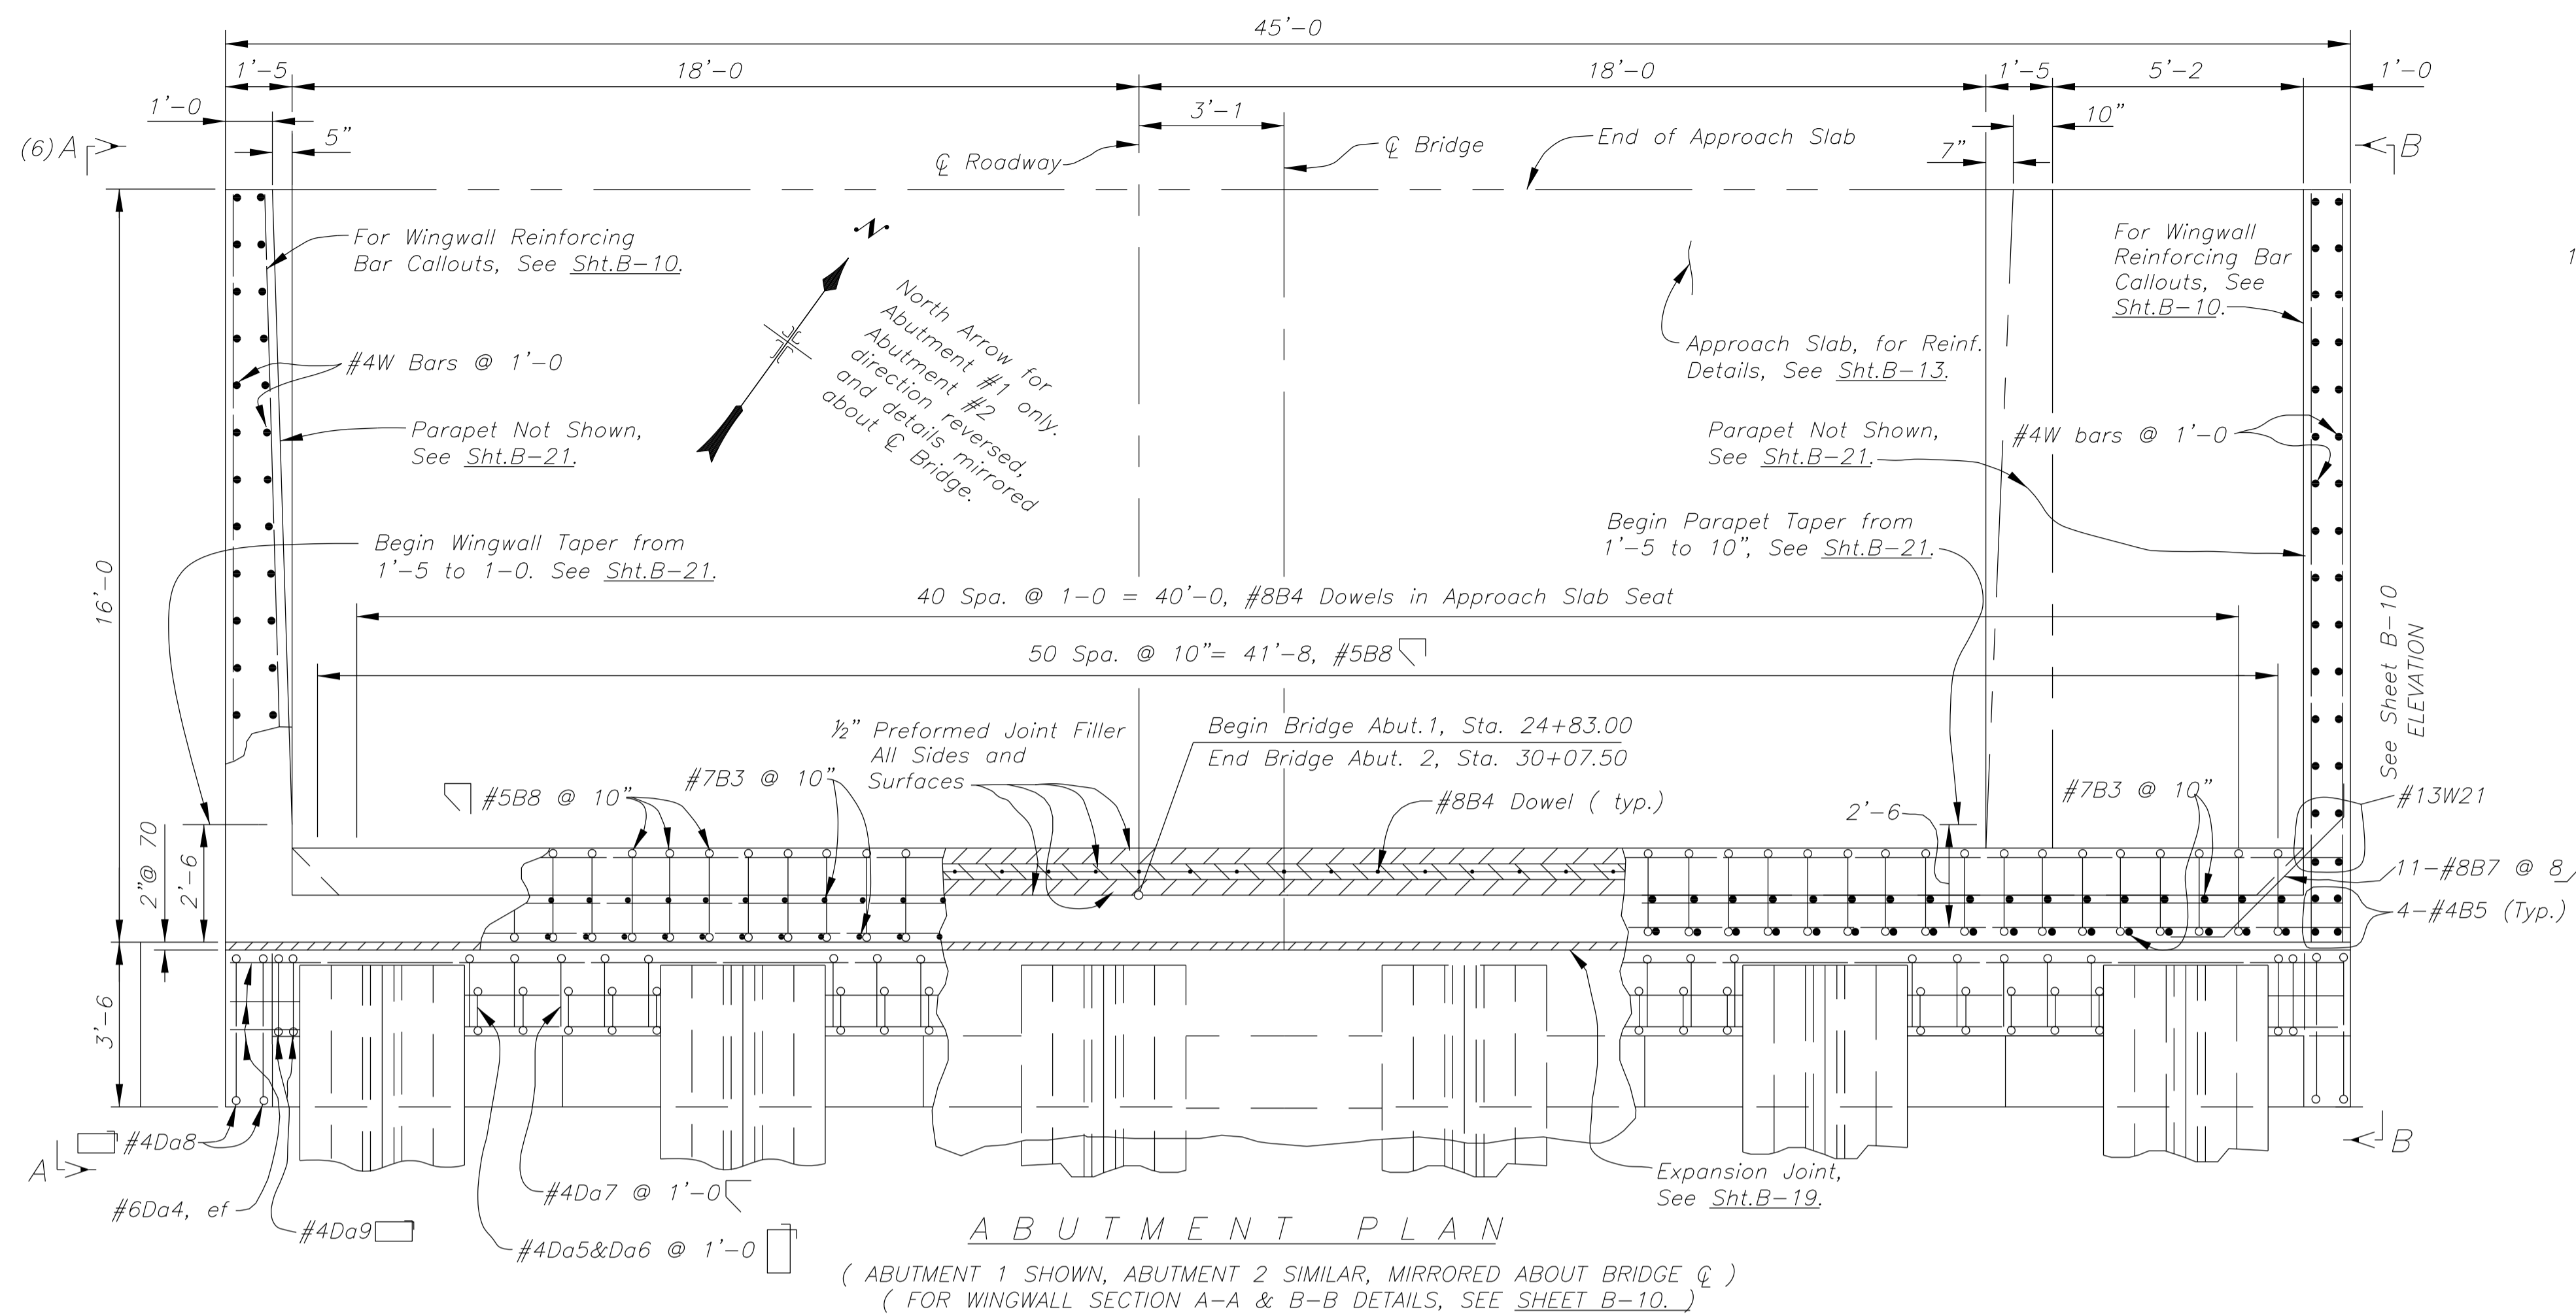 45'-0
1'-5
18'-0
18'-0
1'-5
5'-2
1'-0
1'-0
5"
3'-1
10"
7"
(6) A
B
℄ Roadway
℄ Bridge
End of Approach Slab
N
For Wingwall Reinforcing
Bar Callouts, See Sht.B-10.
North Arrow for
Abutment #1 only.
Abutment #2
direction reversed,
and details mirrored
about ℄ Bridge.
For Wingwall
Reinforcing Bar
Callouts, See
Sht.B-10.
1
#4W Bars @ 1'-0
Approach Slab, for Reinf.
Details, See Sht.B-13.
Parapet Not Shown,
See Sht.B-21.
Parapet Not Shown,
See Sht.B-21.
#4W bars @ 1'-0
16'-0
Begin Wingwall Taper from
1'-5 to 1-0. See Sht.B-21.
Begin Parapet Taper from
1'-5 to 10", See Sht.B-21.
40 Spa. @ 1-0 = 40'-0, #8B4 Dowels in Approach Slab Seat
50 Spa. @ 10"= 41'-8, #5B8
See Sheet B-10
ELEVATION
½" Preformed Joint Filler
All Sides and
Surfaces
Begin Bridge Abut.1, Sta. 24+83.00
End Bridge Abut. 2, Sta. 30+07.50
#5B8 @ 10"
#7B3 @ 10"
#8B4 Dowel ( typ.)
2'-6
#7B3 @ 10"
#13W21
2"@ 70
2'-6
11-#8B7 @ 8
4-#4B5 (Typ.)
3'-6
#4Da8
A
B
#6Da4, ef
#4Da9
#4Da7 @ 1'-0
#4Da5&Da6 @ 1'-0
Expansion Joint,
See Sht.B-19.
ABUTMENT PLAN
( ABUTMENT 1 SHOWN, ABUTMENT 2 SIMILAR, MIRRORED ABOUT BRIDGE ℄ )
( FOR WINGWALL SECTION A-A & B-B DETAILS, SEE SHEET B-10. )